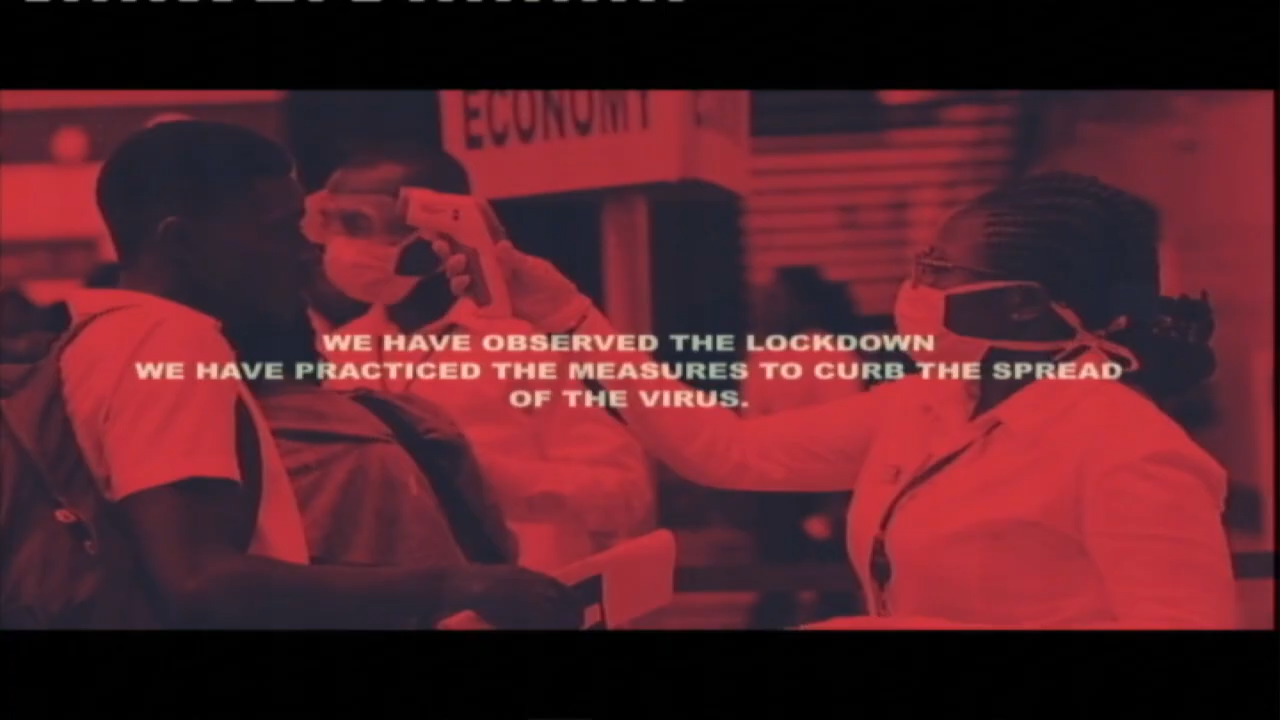 ECONOMY
WE HAVE OBSERVED THE LOCKDOWN
WE HAVE PRACTICED THE MEASURES TO CURB THE SPREAD
OF THE VIRUS.